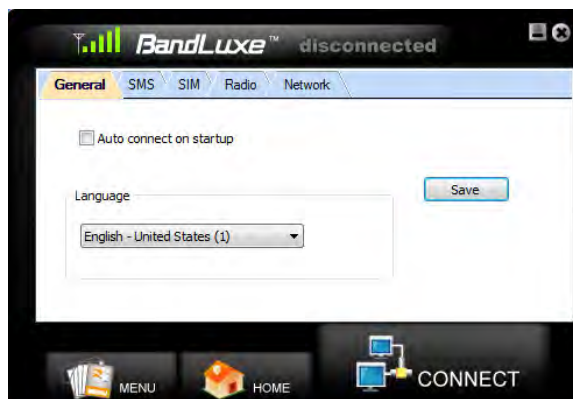 BandLuxe™ disconnected
General SMS SIM Radio Network
Auto connect on startup
Language
Save
English - United States (1)
MENU HOME CONNECT